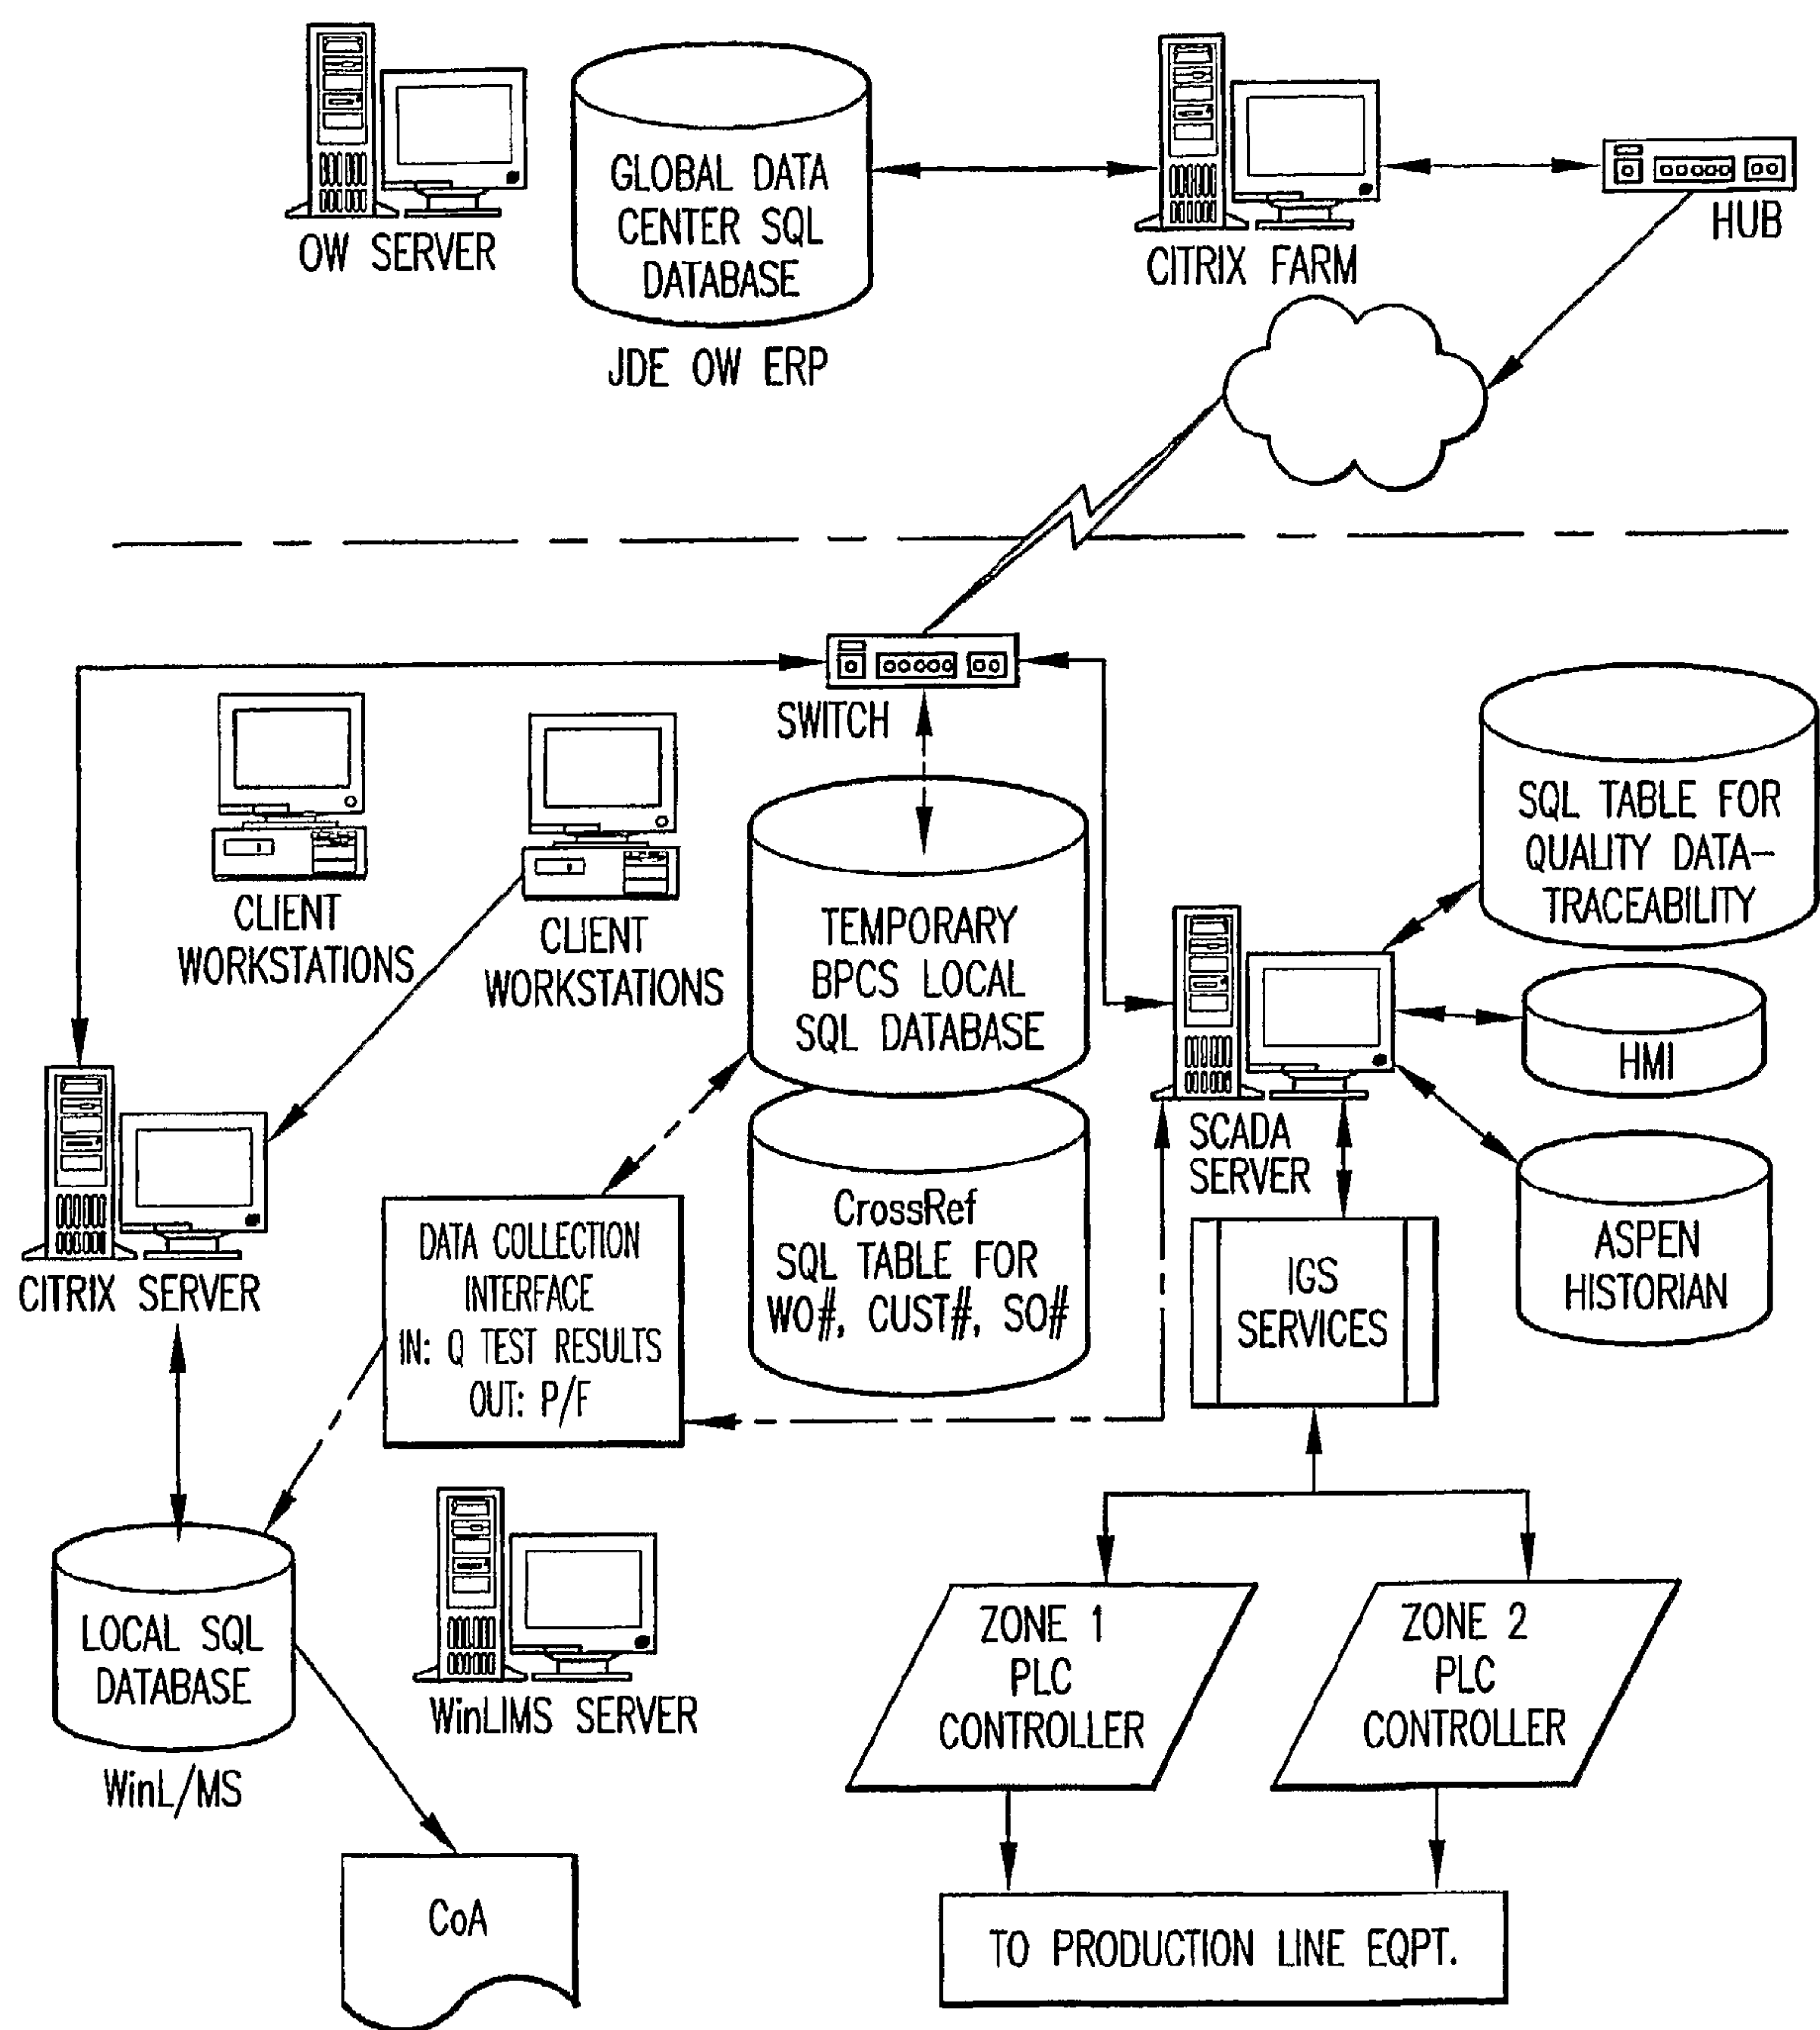 OW SERVER
GLOBAL DATA
CENTER SQL
DATABASE
JDE OW ERP
CITRIX FARM
HUB
SWITCH
CLIENT
WORKSTATIONS
CLIENT
WORKSTATIONS
TEMPORARY
BPCS LOCAL
SQL DATABASE
SQL TABLE FOR
QUALITY DATA-
TRACEABILITY
HMI
SCADA
SERVER
ASPEN
HISTORIAN
CITRIX SERVER
DATA COLLECTION
INTERFACE
IN: Q TEST RESULTS
OUT: P/F
CrossRef
SQL TABLE FOR
WO#, CUST#, SO#
IGS
SERVICES
LOCAL SQL
DATABASE
WinL/MS
WinLIMS SERVER
ZONE 1
PLC
CONTROLLER
ZONE 2
PLC
CONTROLLER
CoA
TO PRODUCTION LINE EQPT.